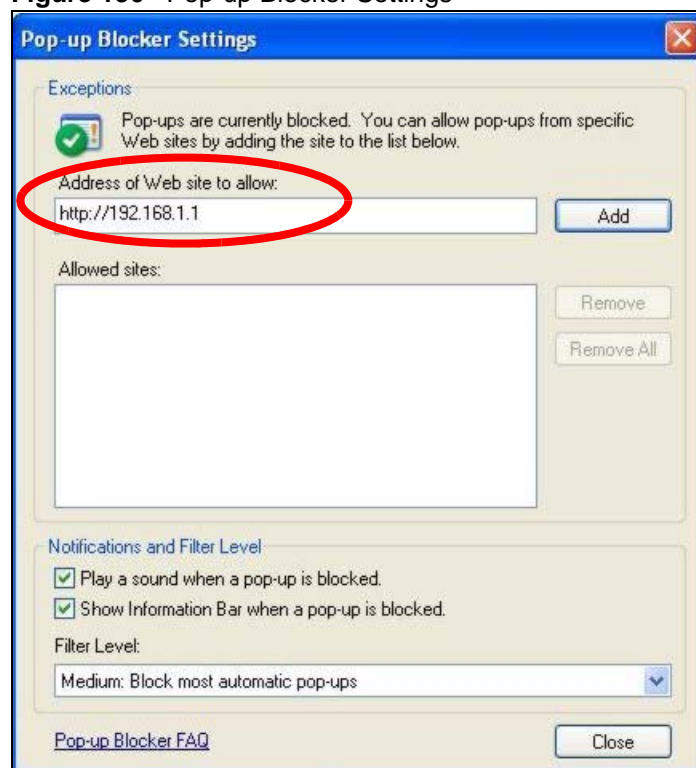 Pop-up Blocker Settings
Exceptions
Pop-ups are currently blocked. You can allow pop-ups from specific
Web sites by adding the site to the list below.
Address of Web site to allow:
http://192.168.1.1
Add
Allowed sites:
Remove
Remove All
Notifications and Filter Level
Play a sound when a pop-up is blocked.
Show Information Bar when a pop-up is blocked.
Filter Level:
Medium: Block most automatic pop-ups
Pop-up Blocker FAQ
Close